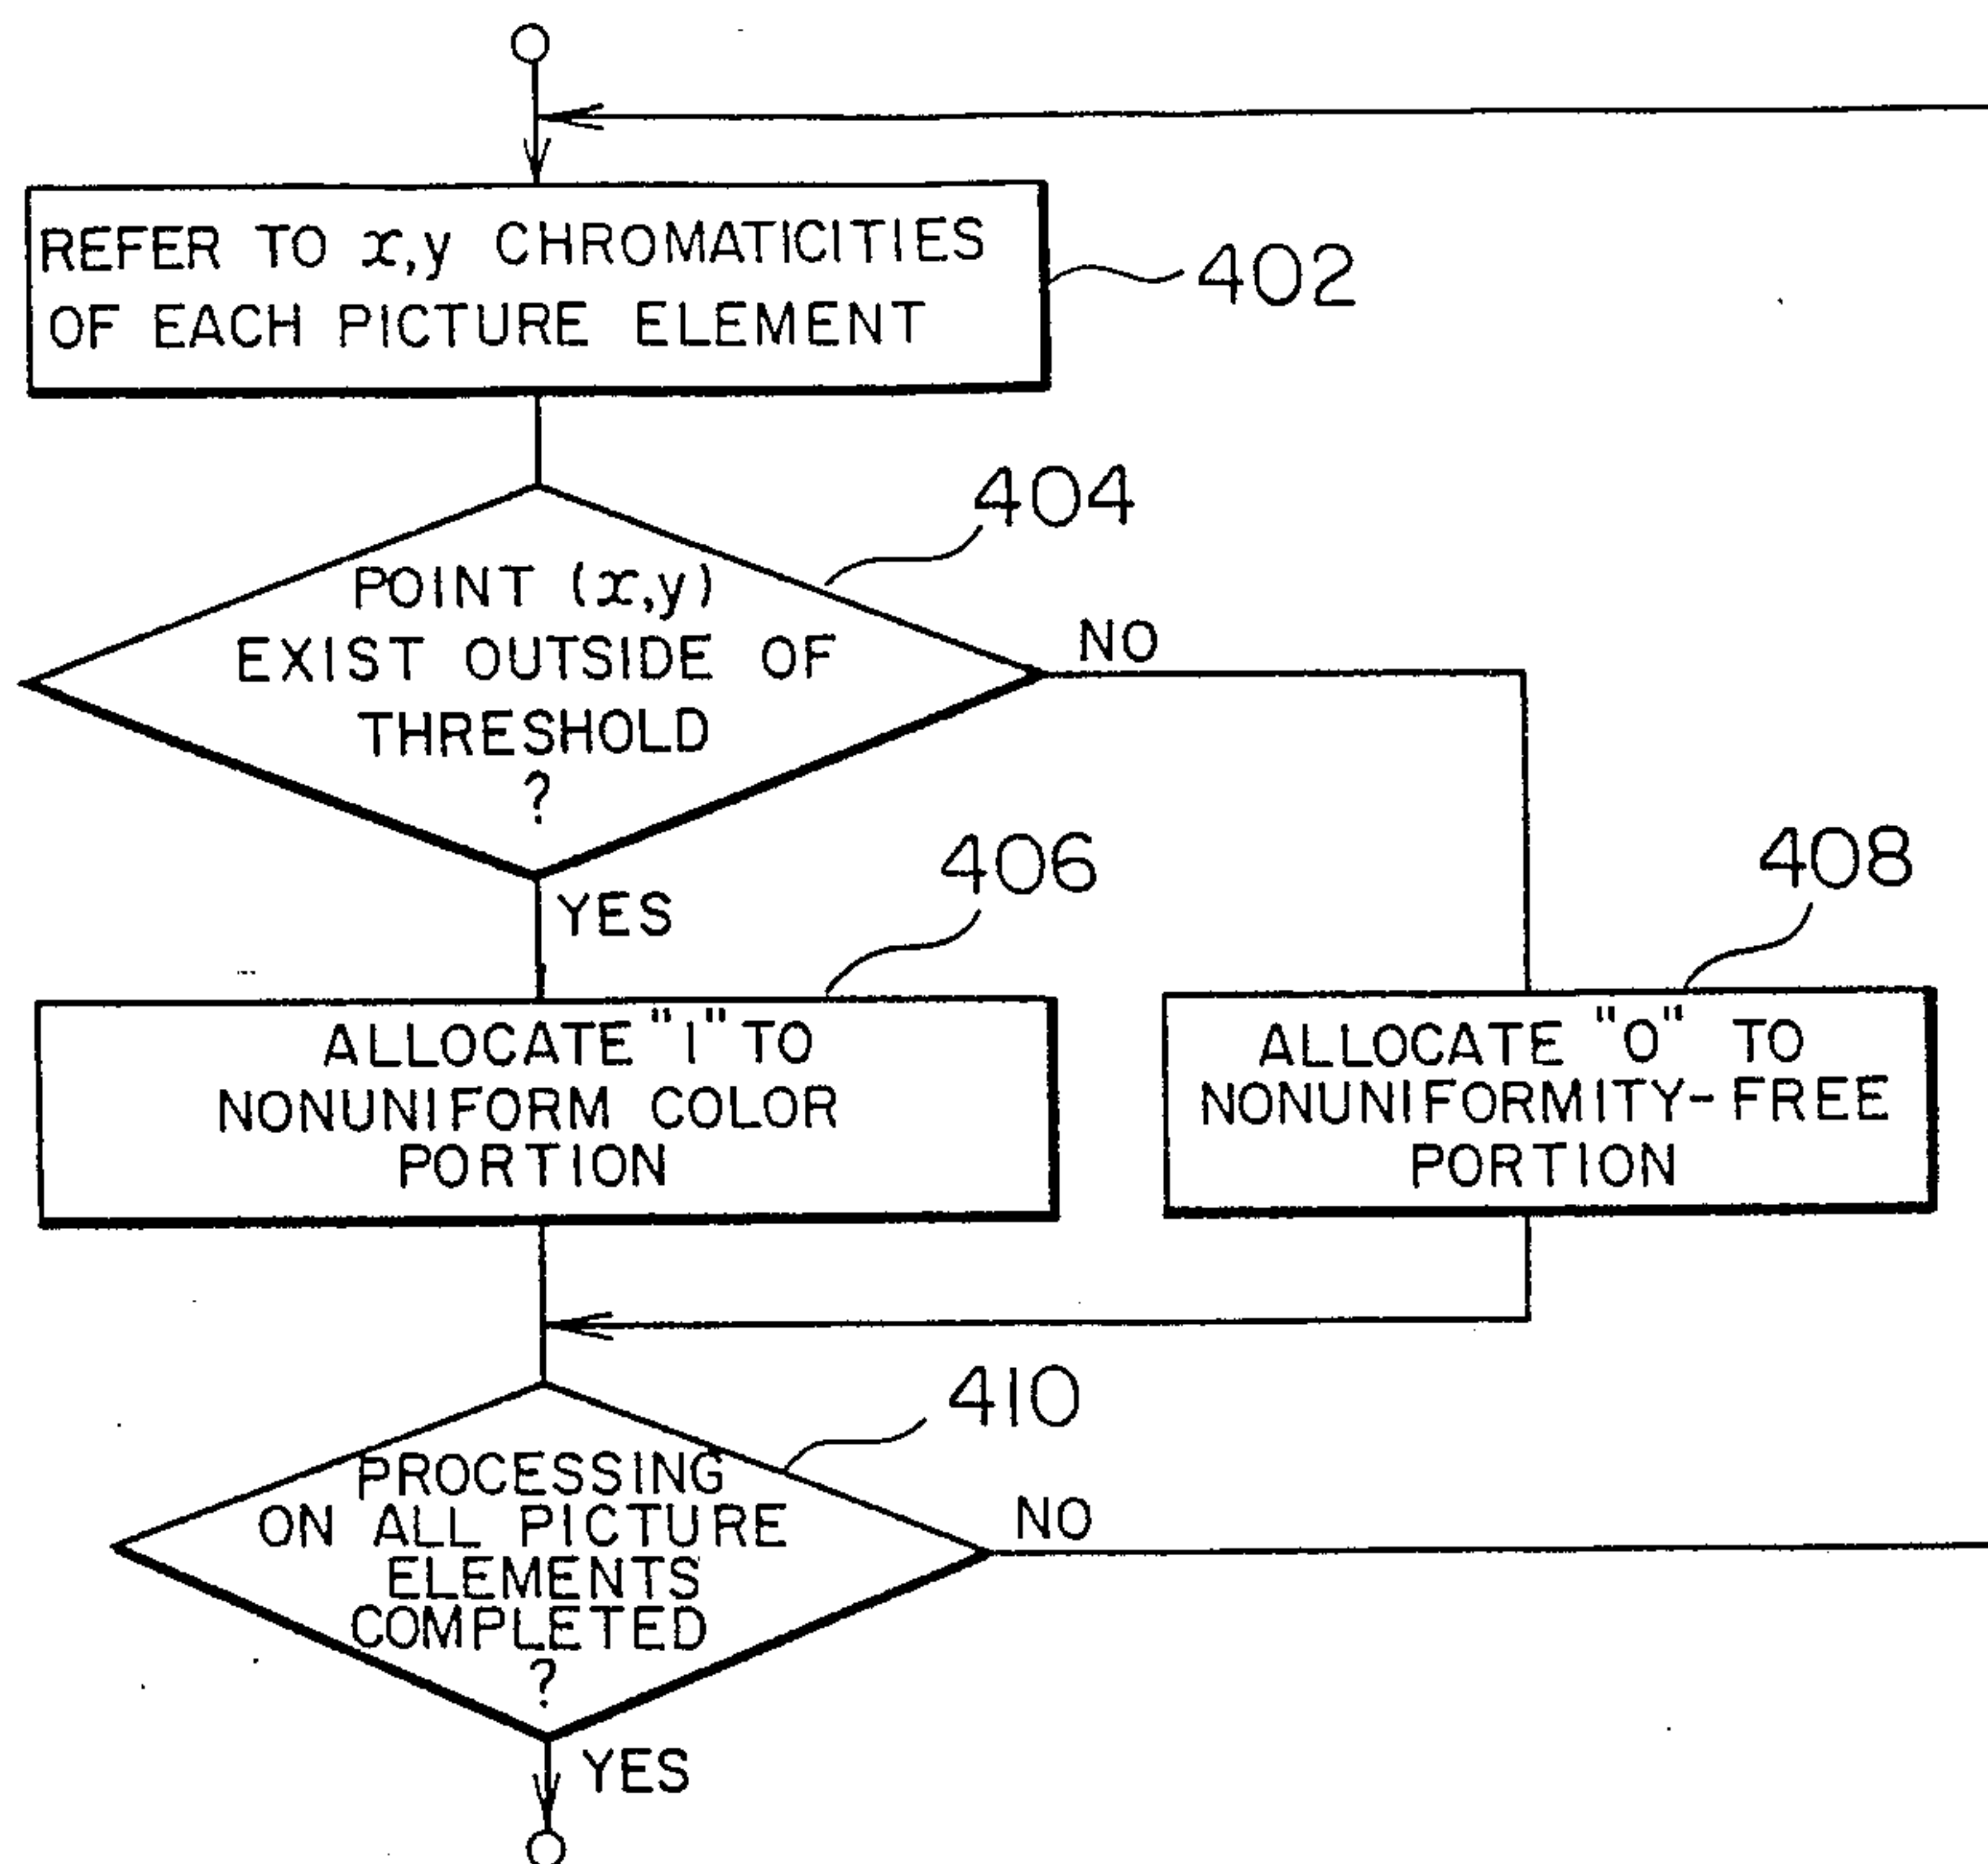 REFER TO x,y CHROMATICITIES
OF EACH PICTURE ELEMENT
402
404
POINT (x,y)
EXIST OUTSIDE OF
THRESHOLD
?
NO
YES
406
408
ALLOCATE "1" TO
NONUNIFORM COLOR
PORTION
ALLOCATE "0" TO
NONUNIFORMITY-FREE
PORTION
410
PROCESSING
ON ALL PICTURE
ELEMENTS
COMPLETED
?
NO
YES